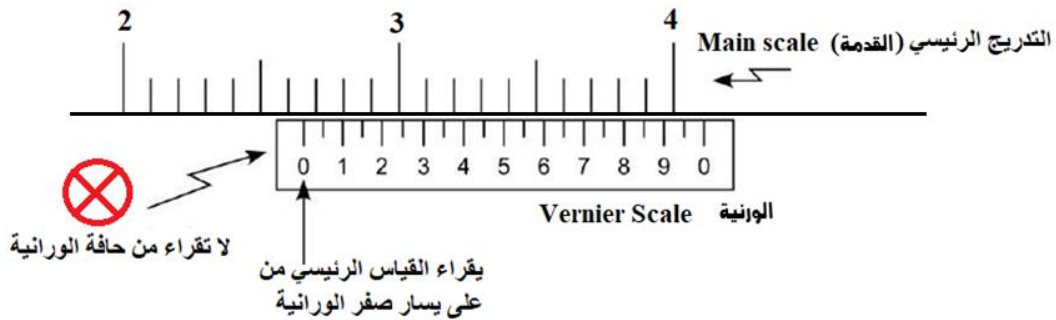 2 3 4
Main scale (القدمة) التدريج الرئيسي
0 1 2 3 4 5 6 7 8 9 0
Vernier Scale الورنية
لا تقراء من حافة الورانية
يقراء القياس الرئيسي من
على يسار صفر الورانية